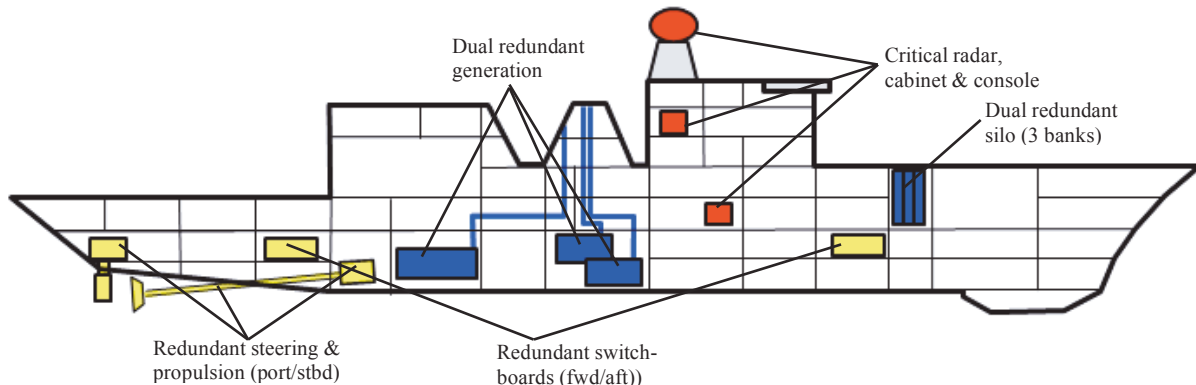 Dual redundant
generation
Critical radar,
cabinet & console
Dual redundant
silo (3 banks)
Redundant steering &
propulsion (port/stbd)
Redundant switch-
boards (fwd/aft))